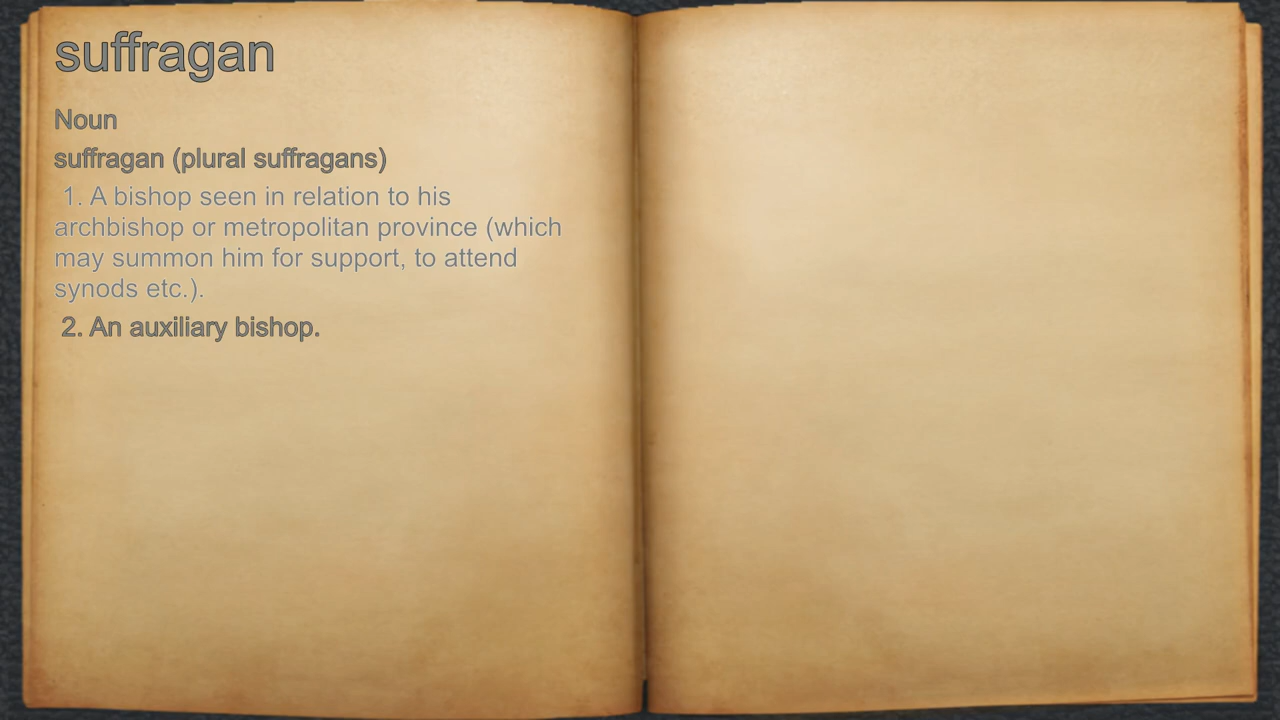 suffragan
Noun
suffragan (plural suffragans)
1. A bishop seen in relation to his
archbishop or metropolitan province (which
may summon him for support, to attend
synods etc.).
2. An auxiliary bishop.